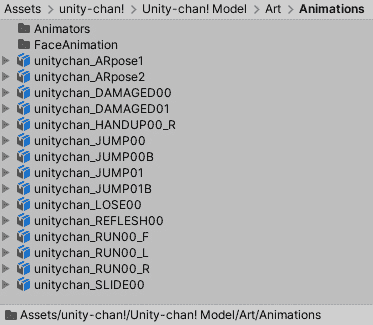 Assets > unity-chan! > Unity-chan! Model > Art > Animations
Animators
FaceAnimation
unitychan_ARpose1
unitychan_ARpose2
unitychan_DAMAGED00
unitychan_DAMAGED01
unitychan_HANDUP00_R
unitychan_JUMP00
unitychan_JUMP00B
unitychan_JUMP01
unitychan_JUMP01B
unitychan_LOSE00
unitychan_REFLESH00
unitychan_RUN00_F
unitychan_RUN00_L
unitychan_RUN00_R
unitychan_SLIDE00
Assets/unity-chan!/Unity-chan! Model/Art/Animations